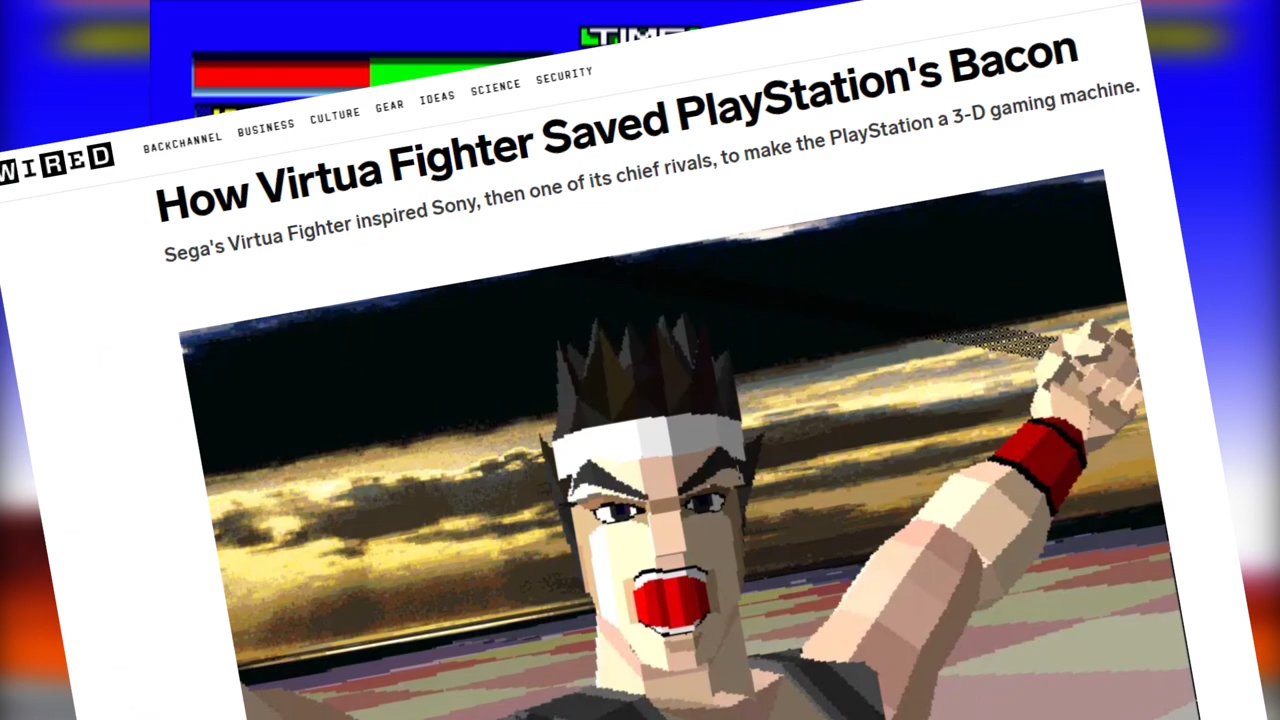 TIME
WIRED
BACKCHANNEL BUSINESS CULTURE GEAR IDEAS SCIENCE SECURITY
How Virtua Fighter Saved PlayStation's Bacon
Sega's Virtua Fighter inspired Sony, then one of its chief rivals, to make the PlayStation a 3-D gaming machine.